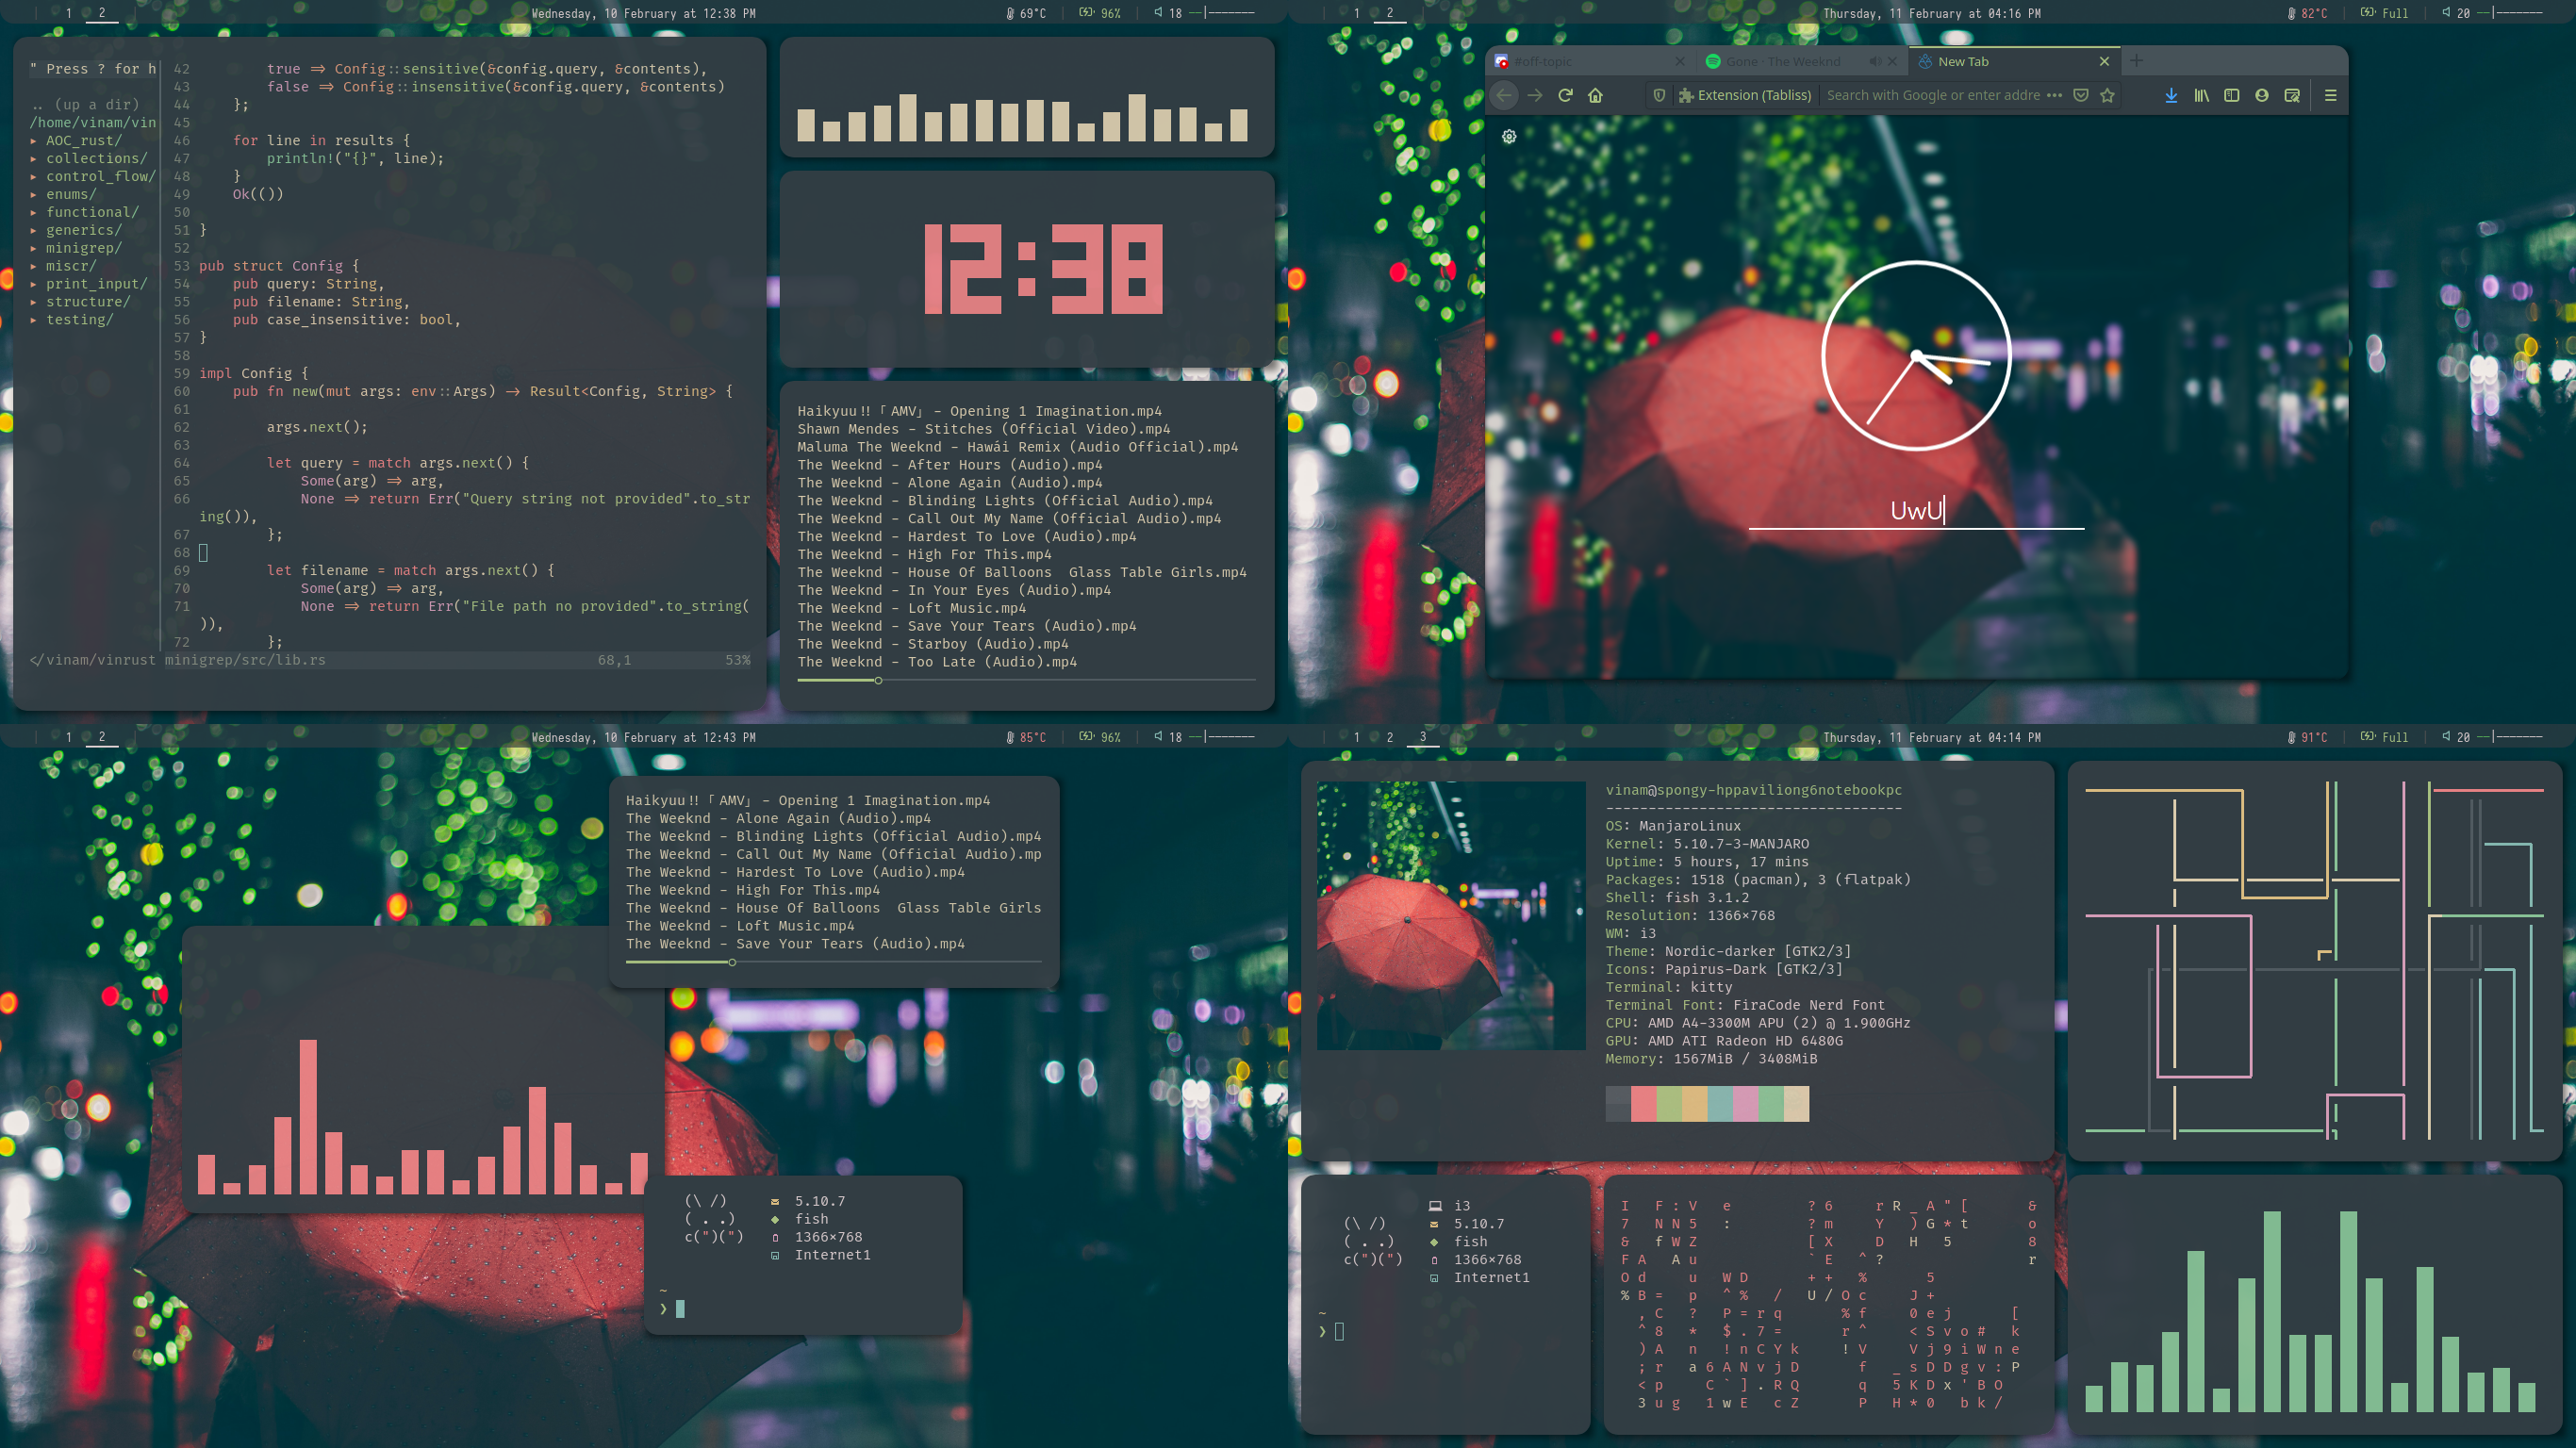 1 2 Wednesday, 10 February at 12:38 PM 69°C 96% 18
" Press ? for h
.. (up a dir)
/home/vinam/vin
▸ AOC_rust/
▸ collections/
▸ control_flow/
▸ enums/
▸ functional/
▸ generics/
▸ minigrep/
▸ miscr/
▸ print_input/
▸ structure/
▸ testing/
42 true => Config::sensitive(&config.query, &contents),
43 false => Config::insensitive(&config.query, &contents)
44 };
45
46 for line in results {
47 println!("{}", line);
48 }
49 Ok(())
50
51 }
52
53 pub struct Config {
54 pub query: String,
55 pub filename: String,
56 pub case_insensitive: bool,
57 }
58
59 impl Config {
60 pub fn new(mut args: env::Args) -> Result<Config, String> {
61
62 args.next();
63
64 let query = match args.next() {
65 Some(arg) => arg,
66 None => return Err("Query string not provided".to_str
ing()),
67 };
68
69 let filename = match args.next() {
70 Some(arg) => arg,
71 None => return Err("File path no provided".to_string(
)),
72 };
</vinam/vinrust minigrep/src/lib.rs 68,1 53%
12:38
Haikyuu!!「AMV」 - Opening 1 Imagination.mp4
Shawn Mendes - Stitches (Official Video).mp4
Maluma The Weeknd - Hawái Remix (Audio Official).mp4
The Weeknd - After Hours (Audio).mp4
The Weeknd - Alone Again (Audio).mp4
The Weeknd - Blinding Lights (Official Audio).mp4
The Weeknd - Call Out My Name (Official Audio).mp4
The Weeknd - Hardest To Love (Audio).mp4
The Weeknd - High For This.mp4
The Weeknd - House Of Balloons  Glass Table Girls.mp4
The Weeknd - In Your Eyes (Audio).mp4
The Weeknd - Loft Music.mp4
The Weeknd - Save Your Tears (Audio).mp4
The Weeknd - Starboy (Audio).mp4
The Weeknd - Too Late (Audio).mp4
1 2 Thursday, 11 February at 04:16 PM 82°C Full 20
#off-topic Gone · The Weeknd New Tab
Extension (Tabliss) Search with Google or enter addre
UwU
1 2 Wednesday, 10 February at 12:43 PM 85°C 96% 18
Haikyuu!!「AMV」 - Opening 1 Imagination.mp4
The Weeknd - Alone Again (Audio).mp4
The Weeknd - Blinding Lights (Official Audio).mp4
The Weeknd - Call Out My Name (Official Audio).mp
The Weeknd - Hardest To Love (Audio).mp4
The Weeknd - High For This.mp4
The Weeknd - House Of Balloons  Glass Table Girls
The Weeknd - Loft Music.mp4
The Weeknd - Save Your Tears (Audio).mp4
(\ /) 5.10.7
( . .) fish
c(")(") 1366×768
Internet1
~
❯
1 2 3 Thursday, 11 February at 04:14 PM 91°C Full 20
vinam@spongy-hppaviliong6notebookpc
-----------------------------------
OS: ManjaroLinux
Kernel: 5.10.7-3-MANJARO
Uptime: 5 hours, 17 mins
Packages: 1518 (pacman), 3 (flatpak)
Shell: fish 3.1.2
Resolution: 1366×768
WM: i3
Theme: Nordic-darker [GTK2/3]
Icons: Papirus-Dark [GTK2/3]
Terminal: kitty
Terminal Font: FiraCode Nerd Font
CPU: AMD A4-3300M APU (2) @ 1.900GHz
GPU: AMD ATI Radeon HD 6480G
Memory: 1567MiB / 3408MiB
i3
(\ /) 5.10.7
( . .) fish
c(")(") 1366×768
Internet1
~
❯
I F : V e ? 6 r R _ A " [ &
7 N N 5 : ? m Y ) G * t o
& f W Z [ X D H 5 8
F A A u ` E ^ ? r
O d u W D + + % 5
% B = p ^ % / U / O c J +
, C ? P = r q % f 0 e j [
^ 8 * $ . 7 = r ^ < S v o # k
) A n ! n C Y k ! V V j 9 i W n e
; r a 6 A N v j D f _ s D D g v : P
< p C ` ] . R Q q 5 K D x ' B O
3 u g 1 w E c Z P H * 0 b k /